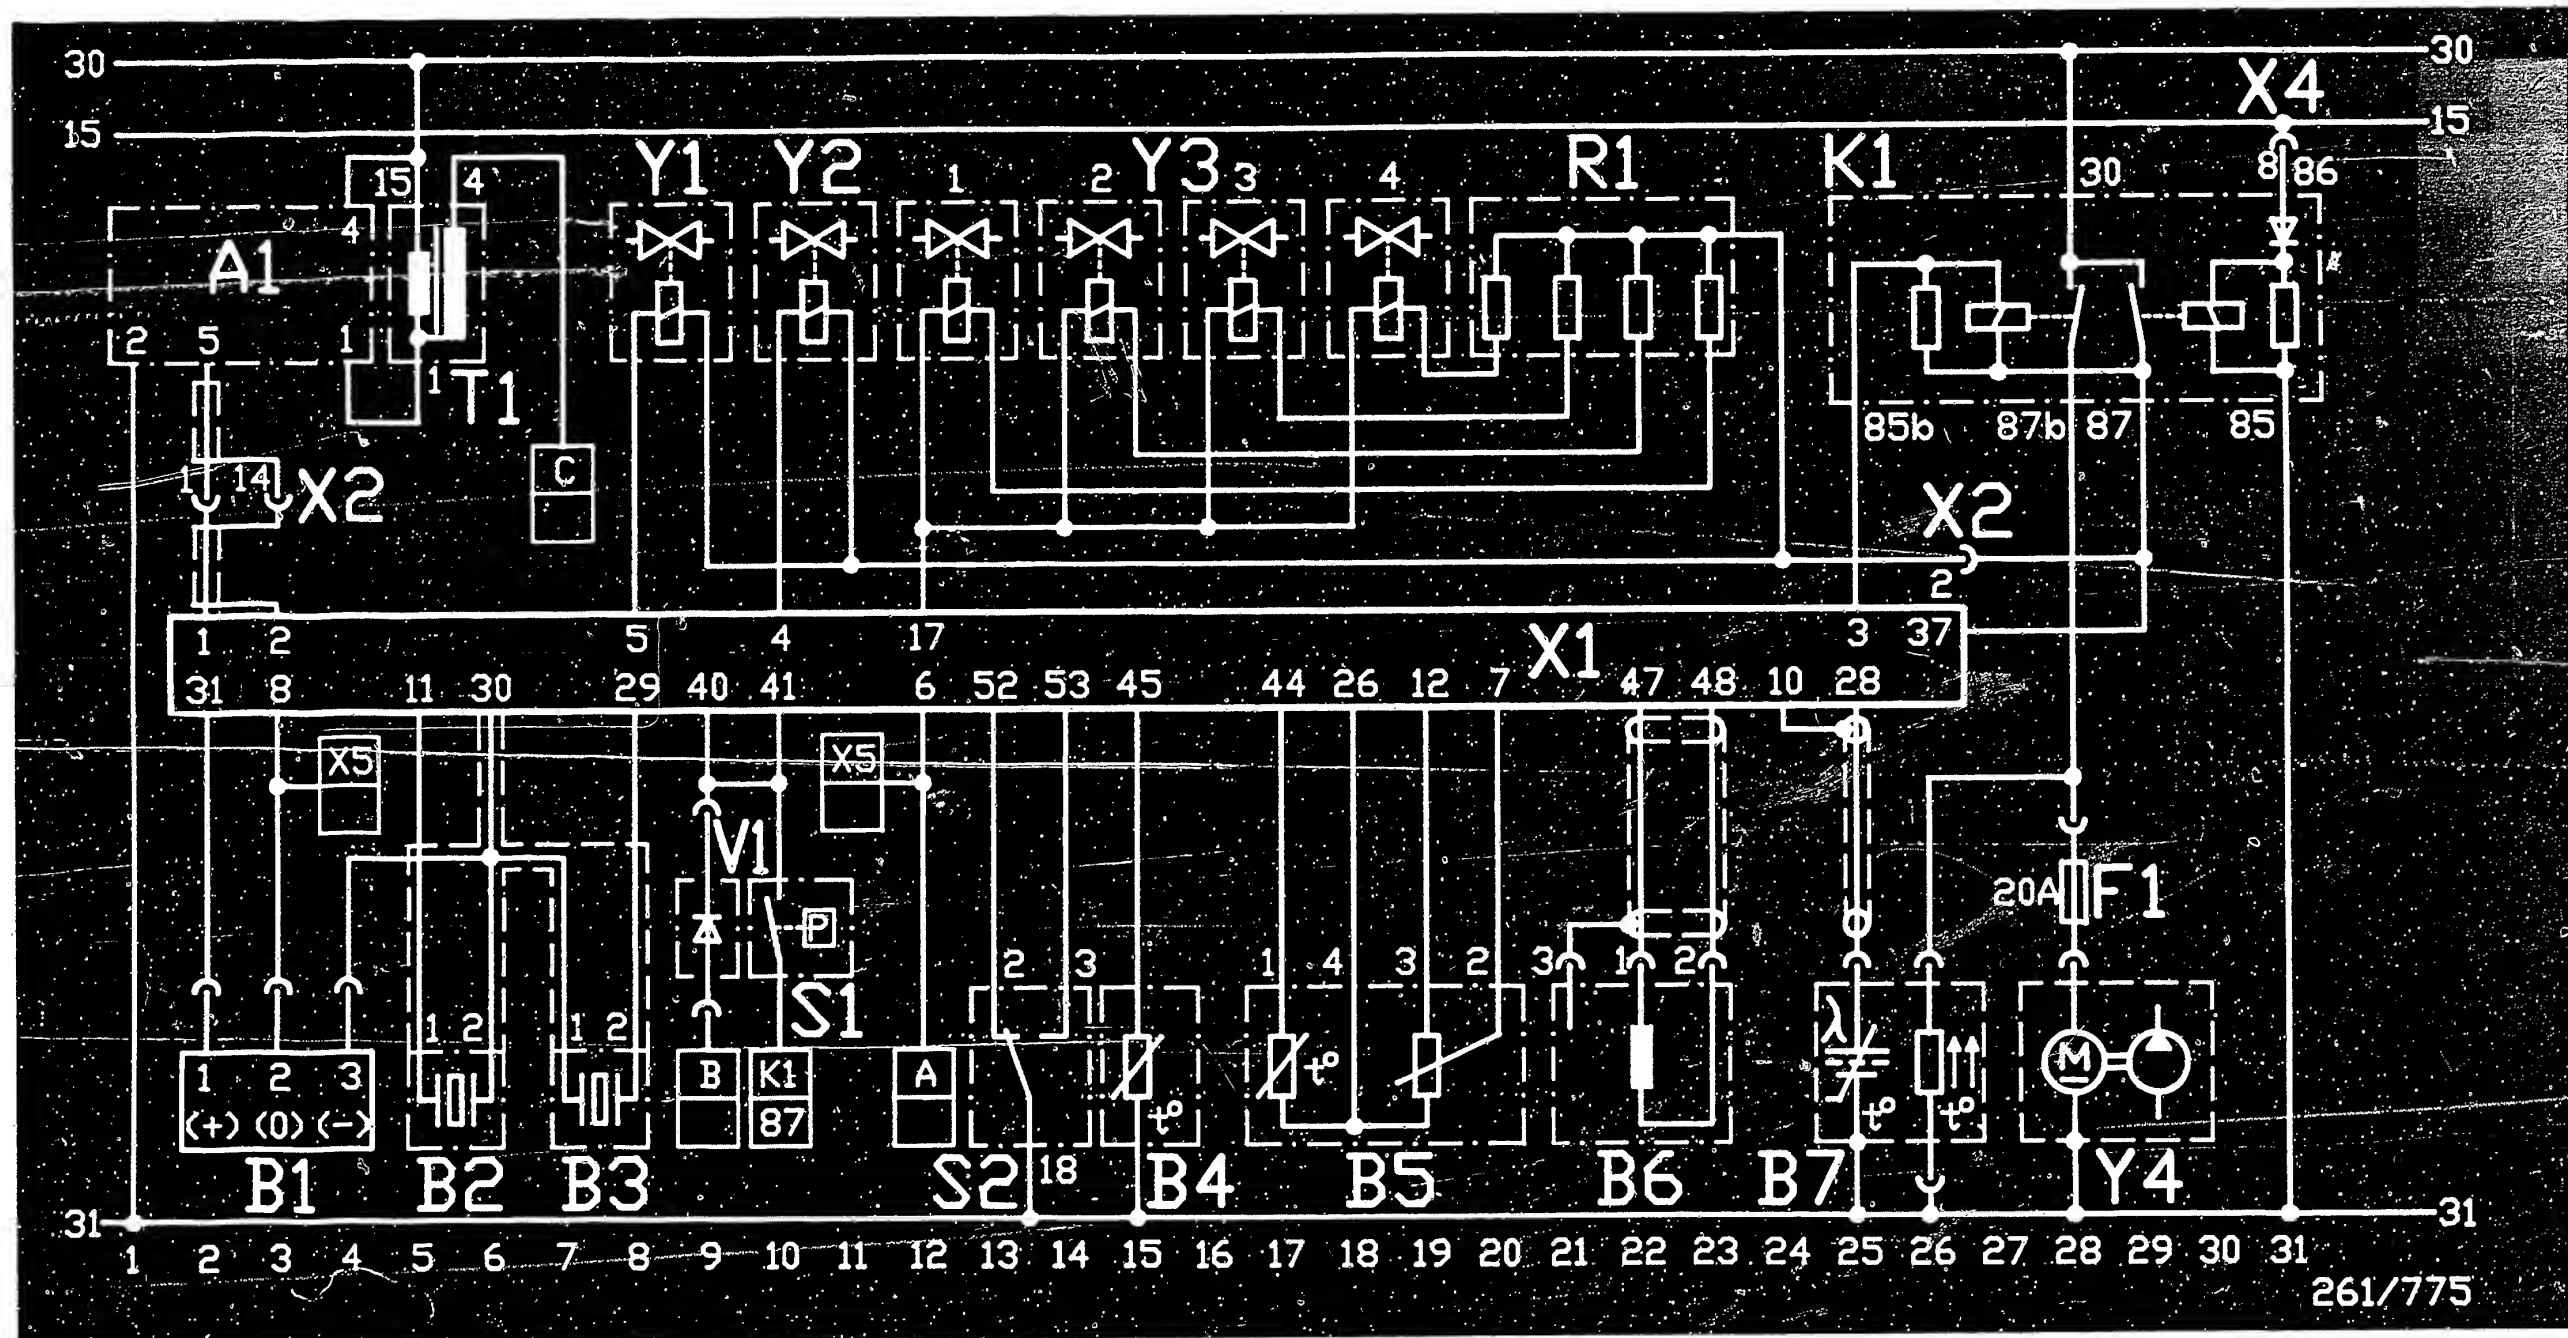 30 30
X4
15 15
15 4 Y1 Y2 1 2 Y3 3 4 R1 K1 30 8 86
4
A1
2 5 1
1 T1
85b 87b 87 85
C
1 14 X2
X2
2
1 2 5 4 17 X1 3 37
31 8 11 30 29 40 41 6 52 53 45 44 26 12 7 47 48 10 28
X5 X5
V1
20A F1
P
2 3 1 4 3 2 3 1 2
S1
1 2 1 2
λ
1 2 3 B K1 A t° M
(+) (0) (-) 87 t° t° t°
B1 B2 B3 S2 18 B4 B5 B6 B7 Y4
31 31
1 2 3 4 5 6 7 8 9 10 11 12 13 14 15 16 17 18 19 20 21 22 23 24 25 26 27 28 29 30 31
261/775